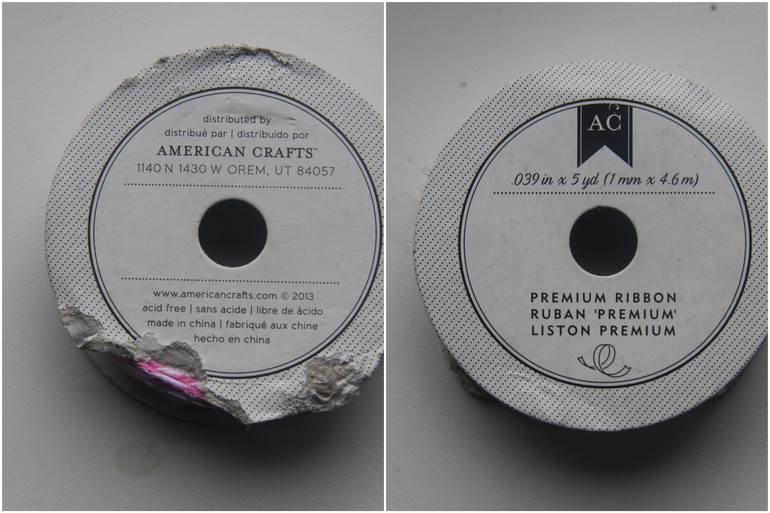 distributed by
distribué par | distribuido por
AMERICAN CRAFTS™
1140 N 1430 W OREM, UT 84057
www.americancrafts.com © 2013
acid free | sans acide | libre de ácido
made in china | fabriqué aux chine
hecho en china
AC
.039 in x 5 yd (1 mm x 4.6 m)
PREMIUM RIBBON
RUBAN 'PREMIUM'
LISTON PREMIUM